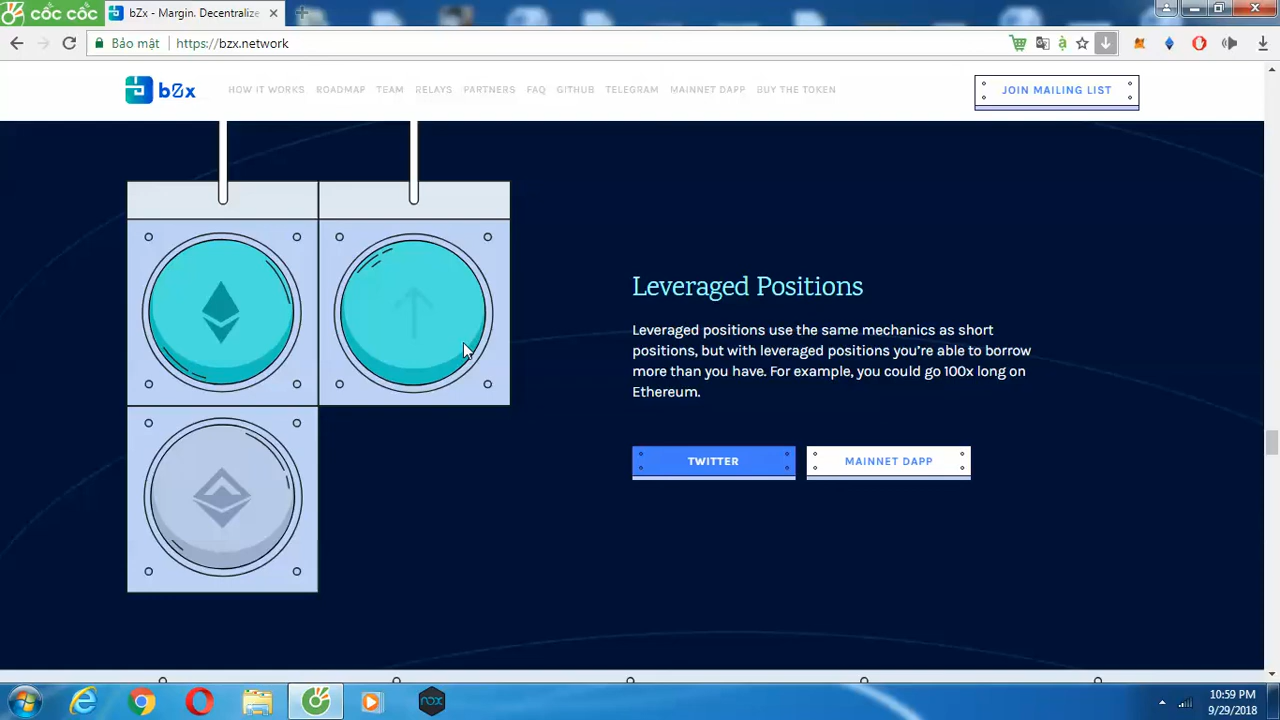 cốc cốc
bZx - Margin. Decentralize
Bảo mật
https://bzx.network
bZx
HOW IT WORKS ROADMAP TEAM RELAYS PARTNERS FAQ GITHUB TELEGRAM MAINNET DAPP BUY THE TOKEN
JOIN MAILING LIST
Leveraged Positions
Leveraged positions use the same mechanics as short
positions, but with leveraged positions you’re able to borrow
more than you have. For example, you could go 100x long on
Ethereum.
TWITTER MAINNET DAPP
nox
10:59 PM
9/29/2018